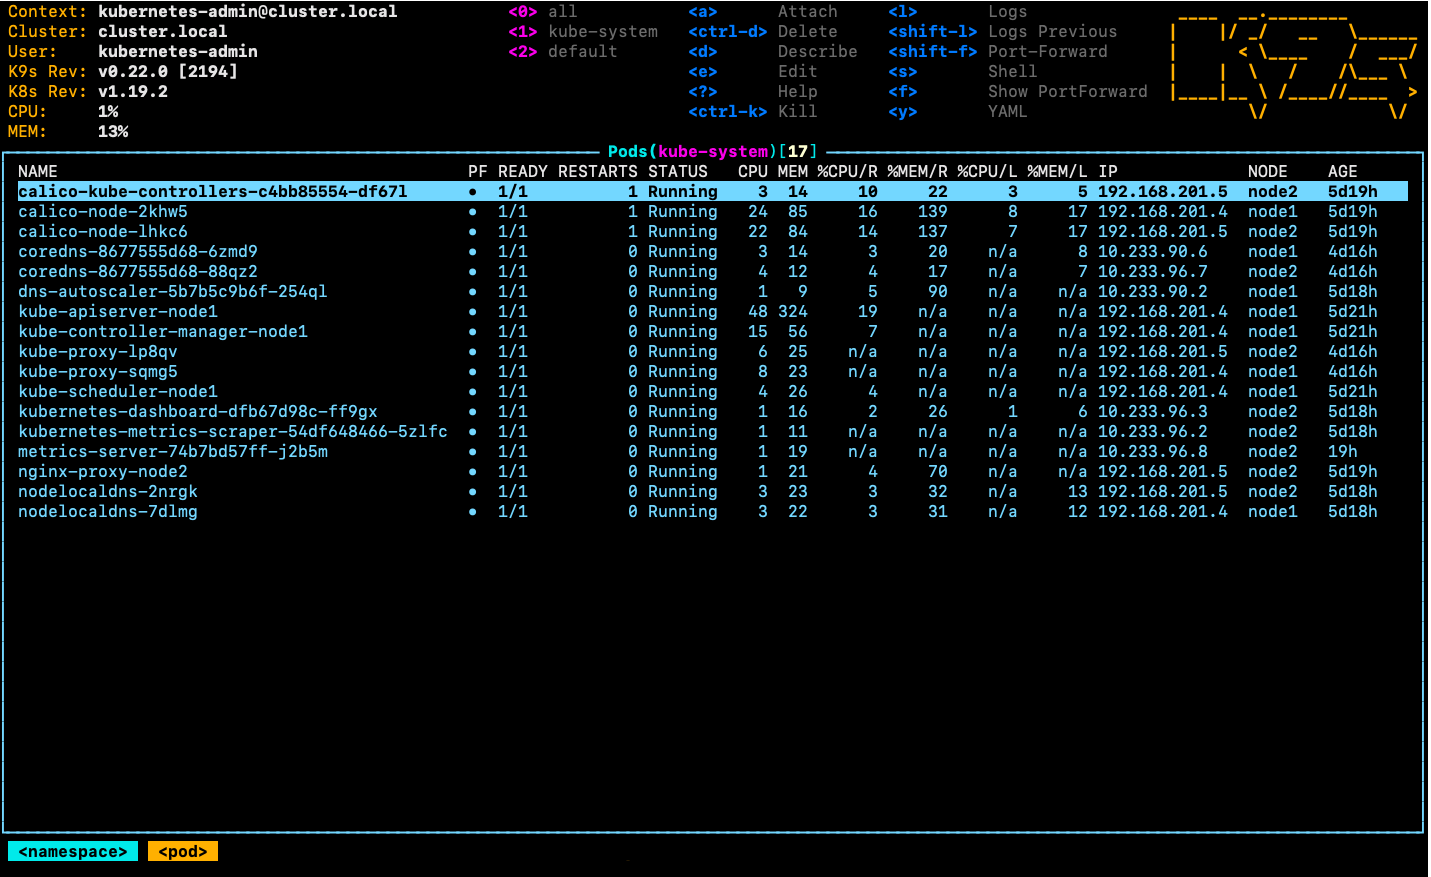 Context: kubernetes-admin@cluster.local <0> all <a> Attach <l> Logs
Cluster: cluster.local <1> kube-system <ctrl-d> Delete <shift-l> Logs Previous
User: kubernetes-admin <2> default <d> Describe <shift-f> Port-Forward
K9s Rev: v0.22.0 [2194] <e> Edit <s> Shell
K8s Rev: v1.19.2 <?> Help <f> Show PortForward
CPU: 1% <ctrl-k> Kill <y> YAML
MEM: 13%
Pods(kube-system)[17]
NAME PF READY RESTARTS STATUS CPU MEM %CPU/R %MEM/R %CPU/L %MEM/L IP NODE AGE
calico-kube-controllers-c4bb85554-df67l ● 1/1 1 Running 3 14 10 22 3 5 192.168.201.5 node2 5d19h
calico-node-2khw5 ● 1/1 1 Running 24 85 16 139 8 17 192.168.201.4 node1 5d19h
calico-node-lhkc6 ● 1/1 1 Running 22 84 14 137 7 17 192.168.201.5 node2 5d19h
coredns-8677555d68-6zmd9 ● 1/1 0 Running 3 14 3 20 n/a 8 10.233.90.6 node1 4d16h
coredns-8677555d68-88qz2 ● 1/1 0 Running 4 12 4 17 n/a 7 10.233.96.7 node2 4d16h
dns-autoscaler-5b7b5c9b6f-254ql ● 1/1 0 Running 1 9 5 90 n/a n/a 10.233.90.2 node1 5d18h
kube-apiserver-node1 ● 1/1 0 Running 48 324 19 n/a n/a n/a 192.168.201.4 node1 5d21h
kube-controller-manager-node1 ● 1/1 0 Running 15 56 7 n/a n/a n/a 192.168.201.4 node1 5d21h
kube-proxy-lp8qv ● 1/1 0 Running 6 25 n/a n/a n/a n/a 192.168.201.5 node2 4d16h
kube-proxy-sqmg5 ● 1/1 0 Running 8 23 n/a n/a n/a n/a 192.168.201.4 node1 4d16h
kube-scheduler-node1 ● 1/1 0 Running 4 26 4 n/a n/a n/a 192.168.201.4 node1 5d21h
kubernetes-dashboard-dfb67d98c-ff9gx ● 1/1 0 Running 1 16 2 26 1 6 10.233.96.3 node2 5d18h
kubernetes-metrics-scraper-54df648466-5zlfc ● 1/1 0 Running 1 11 n/a n/a n/a n/a 10.233.96.2 node2 5d18h
metrics-server-74b7bd57ff-j2b5m ● 1/1 0 Running 1 19 n/a n/a n/a n/a 10.233.96.8 node2 19h
nginx-proxy-node2 ● 1/1 0 Running 1 21 4 70 n/a n/a 192.168.201.5 node2 5d19h
nodelocaldns-2nrgk ● 1/1 0 Running 3 23 3 32 n/a 13 192.168.201.5 node2 5d18h
nodelocaldns-7dlmg ● 1/1 0 Running 3 22 3 31 n/a 12 192.168.201.4 node1 5d18h
<namespace> <pod>